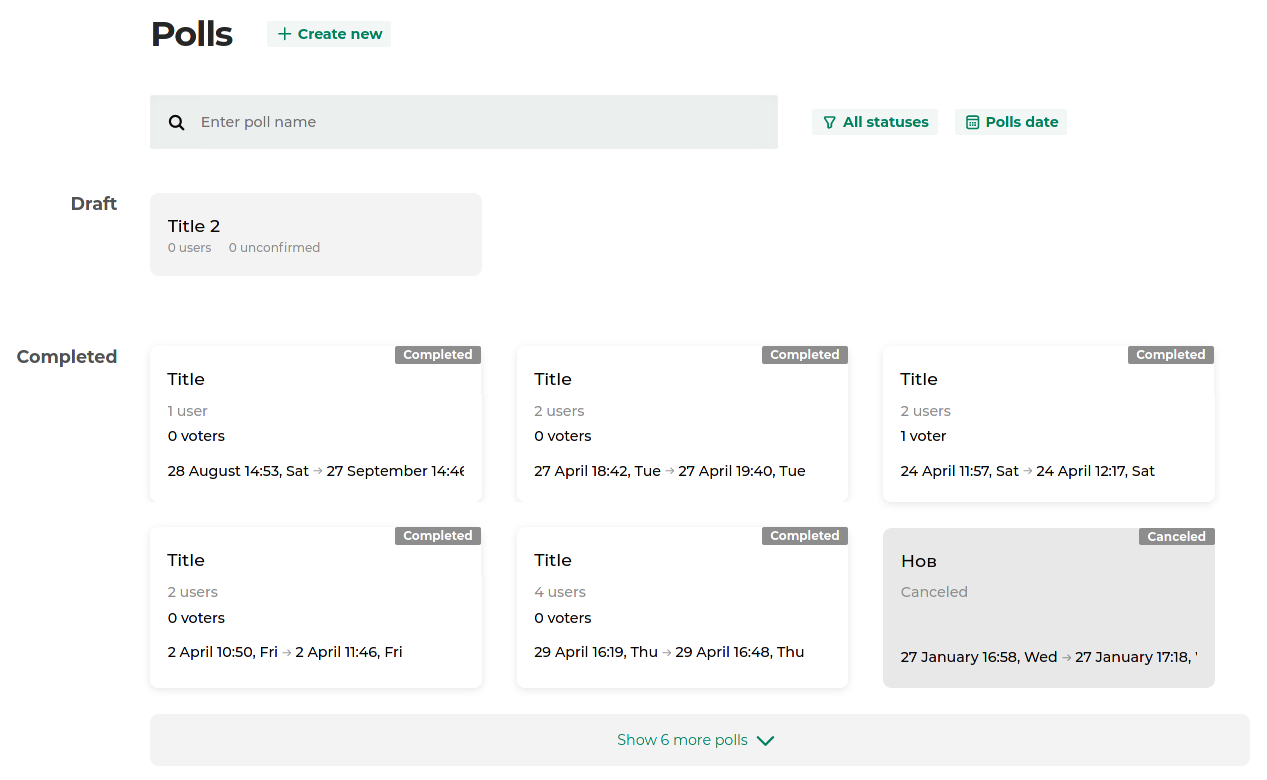 Polls
Create new
Enter poll name
All statuses
Polls date
Draft
Title 2
0 users 0 unconfirmed
Completed
Completed
Title
1 user
0 voters
28 August 14:53, Sat → 27 September 14:46
Completed
Title
2 users
0 voters
27 April 18:42, Tue → 27 April 19:40, Tue
Completed
Title
2 users
1 voter
24 April 11:57, Sat → 24 April 12:17, Sat
Completed
Title
2 users
0 voters
2 April 10:50, Fri → 2 April 11:46, Fri
Completed
Title
4 users
0 voters
29 April 16:19, Thu → 29 April 16:48, Thu
Canceled
Нов
Canceled
27 January 16:58, Wed → 27 January 17:18,
Show 6 more polls